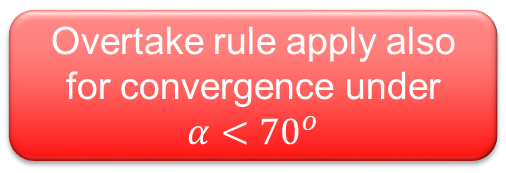 Overtake rule apply also
for convergence under
α < 70º